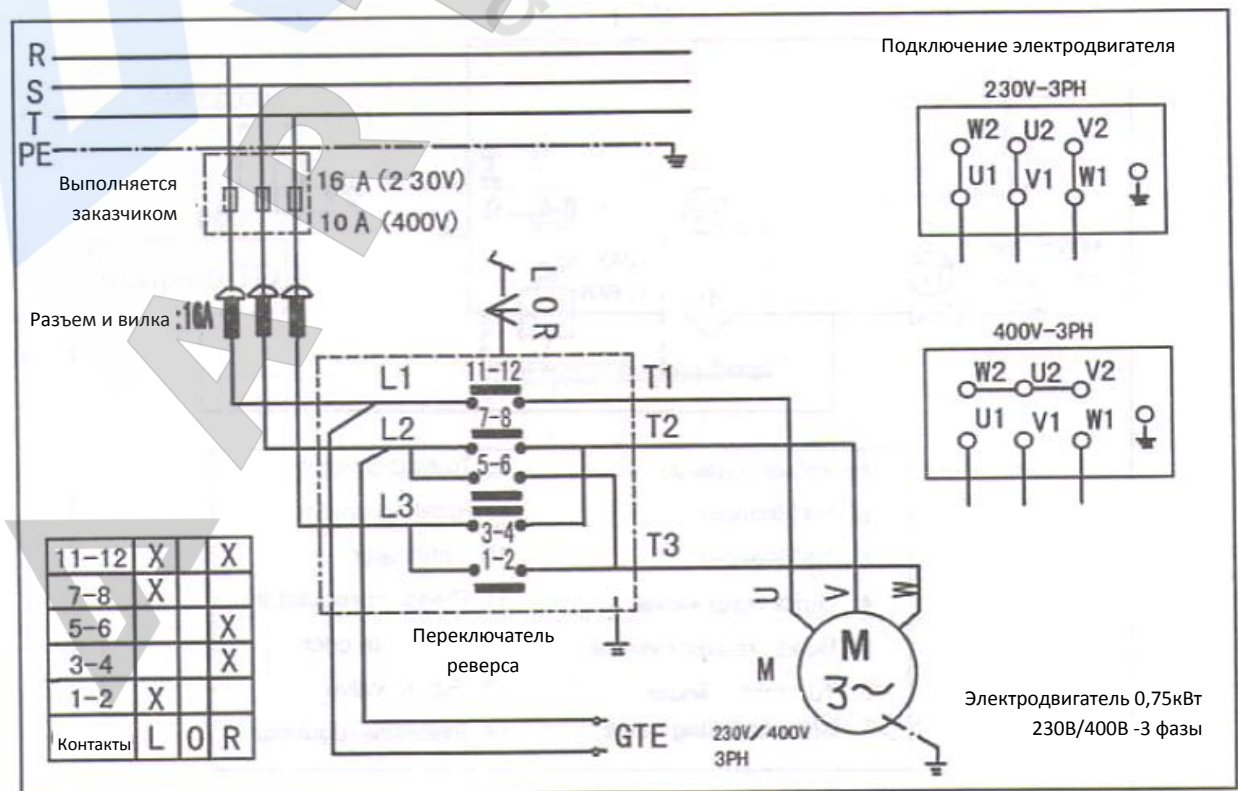 R
S
T
PE
Подключение электродвигателя
230V-3PH
W2 U2 V2
U1 V1 W1
Выполняется
заказчиком
16 A (230V)
10 A (400V)
Разъем и вилка :16A
L O R
400V-3PH
W2 U2 V2
U1 V1 W1
L1 11-12 T1
L2 7-8 T2
5-6
L3 3-4 T3
1-2
U V W
Переключатель
реверса
M
M
3~
GTE
230V/400V
3PH
Электродвигатель 0,75кВт
230В/400В -3 фазы
11-12 X X
7-8 X
5-6 X
3-4 X
1-2 X
Контакты L O R
A R